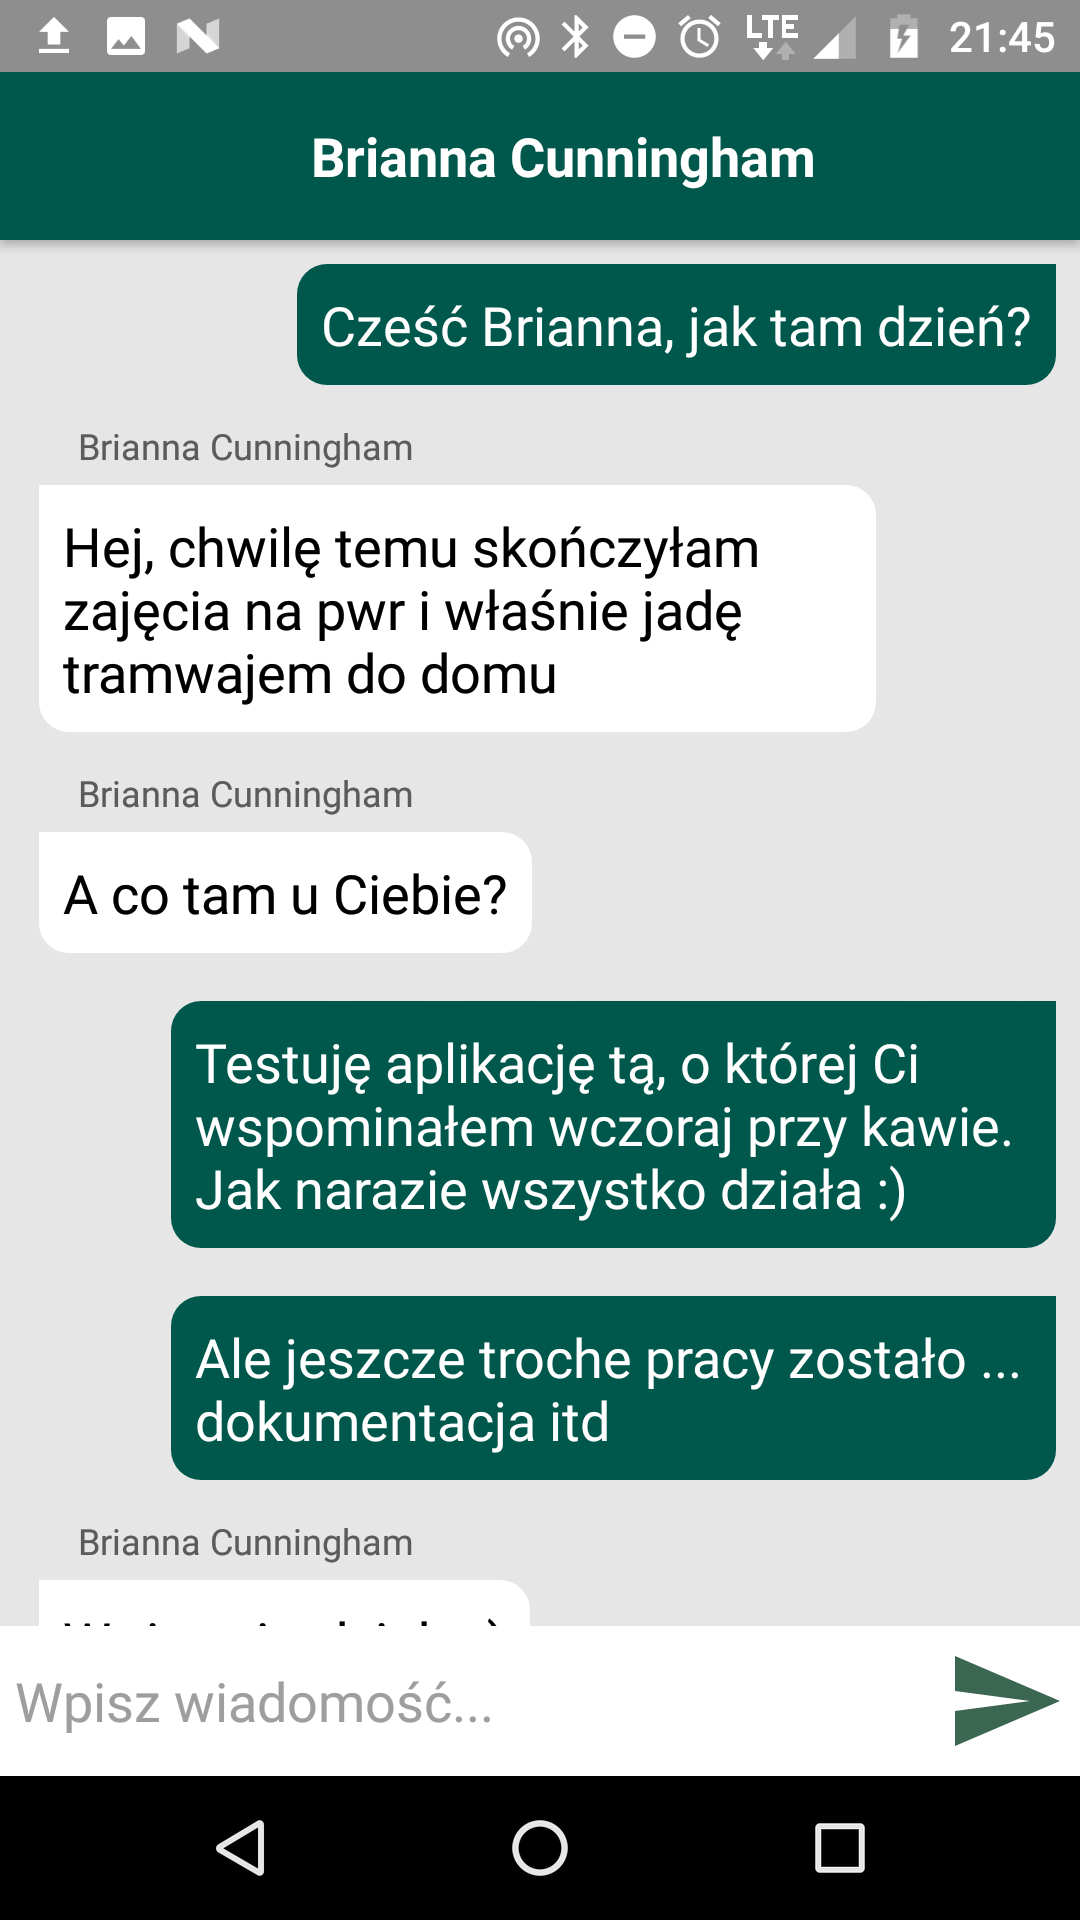 LTE
21:45
Brianna Cunningham
Cześć Brianna, jak tam dzień?
Brianna Cunningham
Hej, chwilę temu skończyłam
zajęcia na pwr i właśnie jadę
tramwajem do domu
Brianna Cunningham
A co tam u Ciebie?
Testuję aplikację tą, o której Ci
wspominałem wczoraj przy kawie.
Jak narazie wszystko działa :)
Ale jeszcze troche pracy zostało ...
dokumentacja itd
Brianna Cunningham
Wpisz wiadomość...